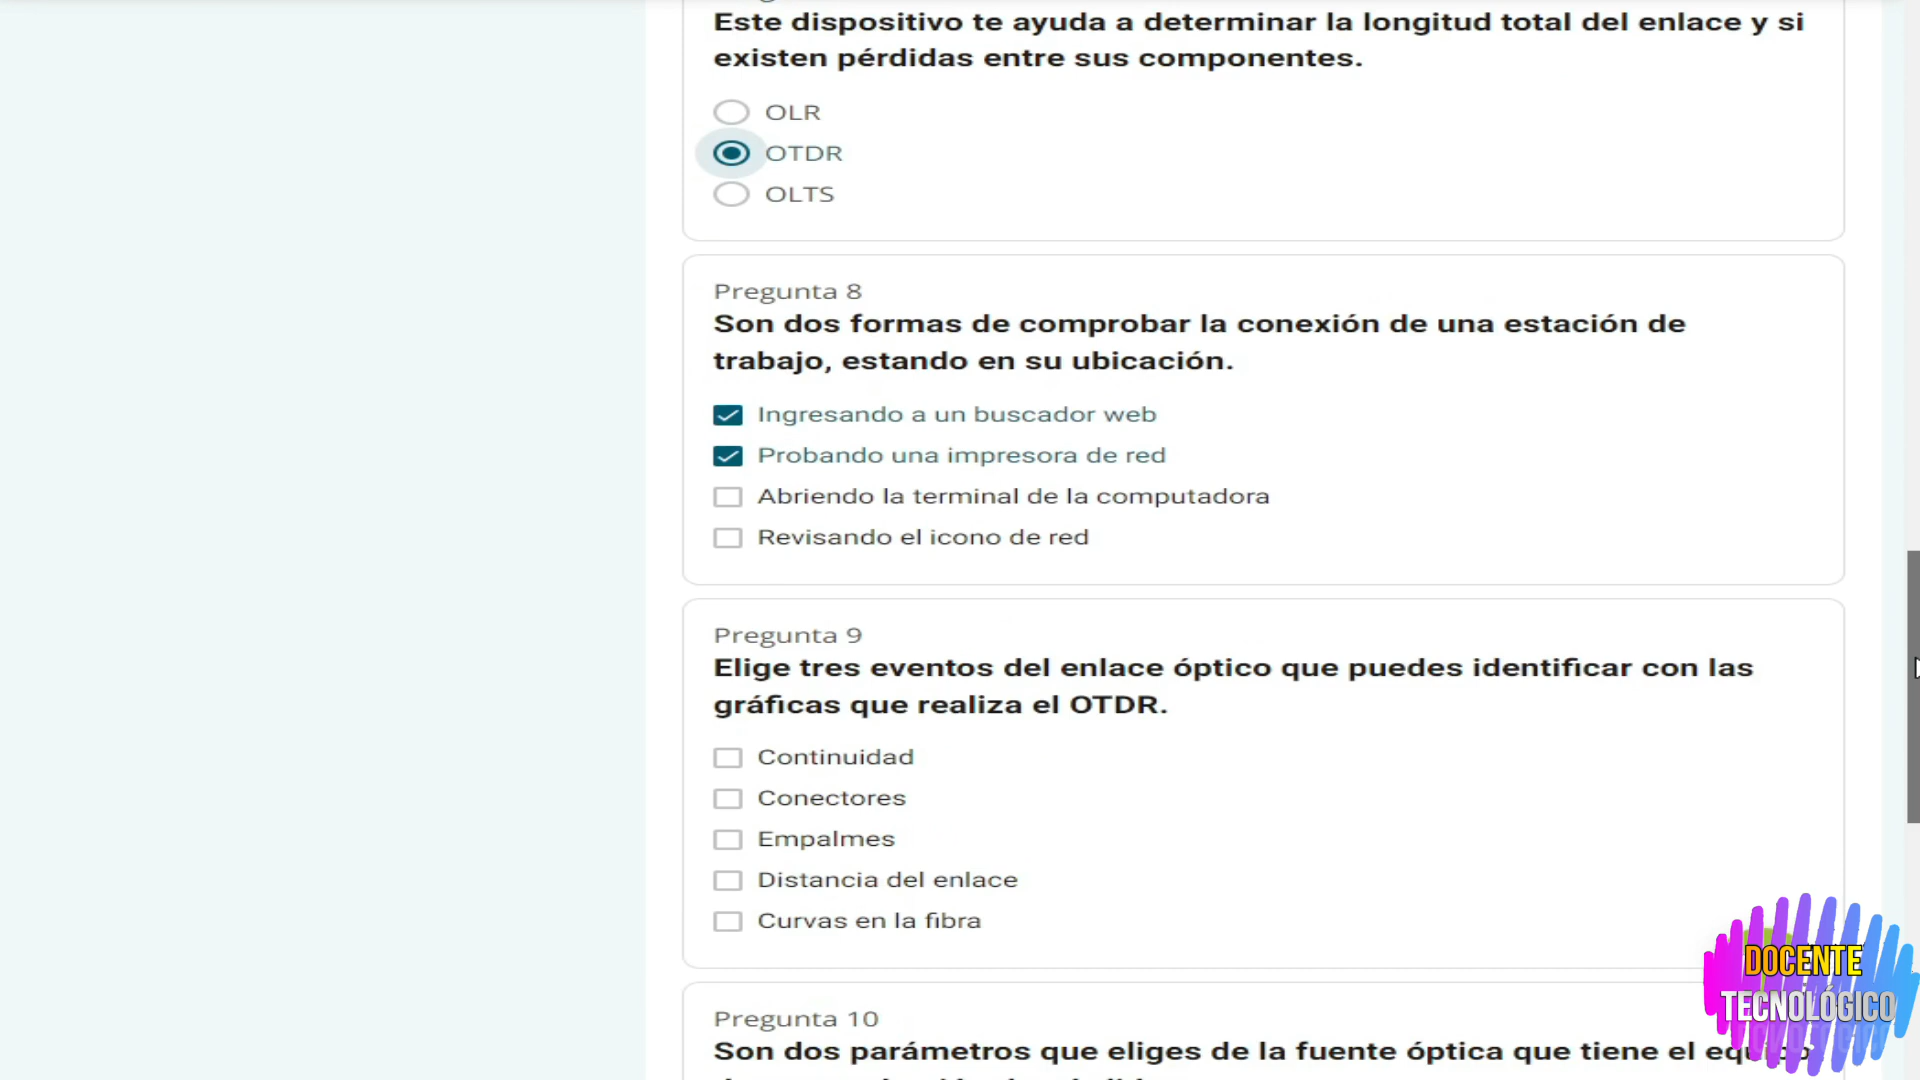 Este dispositivo te ayuda a determinar la longitud total del enlace y si
existen pérdidas entre sus componentes.
OLR
OTDR
OLTS
Pregunta 8
Son dos formas de comprobar la conexión de una estación de
trabajo, estando en su ubicación.
Ingresando a un buscador web
Probando una impresora de red
Abriendo la terminal de la computadora
Revisando el icono de red
Pregunta 9
Elige tres eventos del enlace óptico que puedes identificar con las
gráficas que realiza el OTDR.
Continuidad
Conectores
Empalmes
Distancia del enlace
Curvas en la fibra
Pregunta 10
Son dos parámetros que eliges de la fuente óptica que tiene el
DOCENTE
TECNOLÓGICO